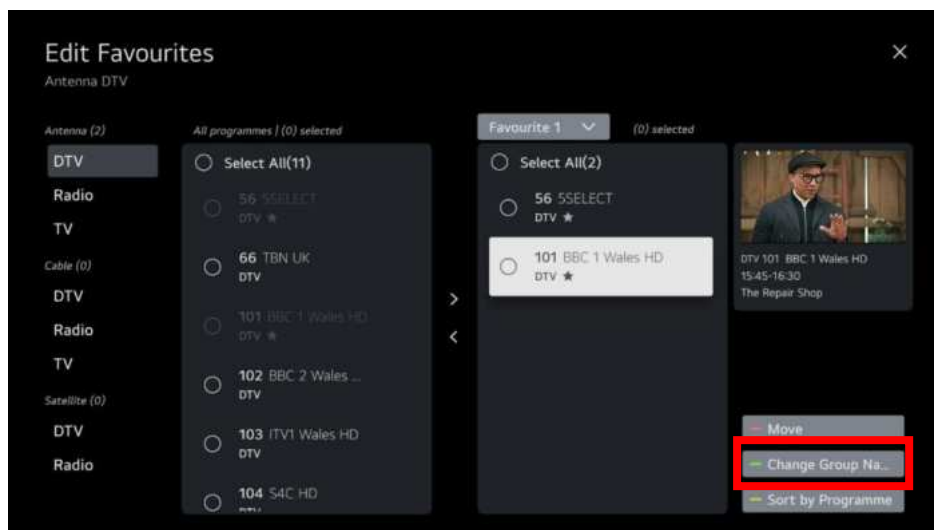 Edit Favourites
Antenna DTV
Antenna (2)
DTV
Radio
TV
Cable (0)
DTV
Radio
TV
Satellite (0)
DTV
Radio
All programmes | (0) selected
Select All(11)
56 5SELECT
DTV ★
66 TBN UK
DTV
101 BBC 1 Wales HD
DTV ★
102 BBC 2 Wales ...
DTV
103 ITV1 Wales HD
DTV
104 S4C HD
DTV
Favourite 1
(0) selected
Select All(2)
56 5SELECT
DTV ★
101 BBC 1 Wales HD
DTV ★
DTV 101 BBC 1 Wales HD
15:45-16:30
The Repair Shop
Move
Change Group Na...
Sort by Programme